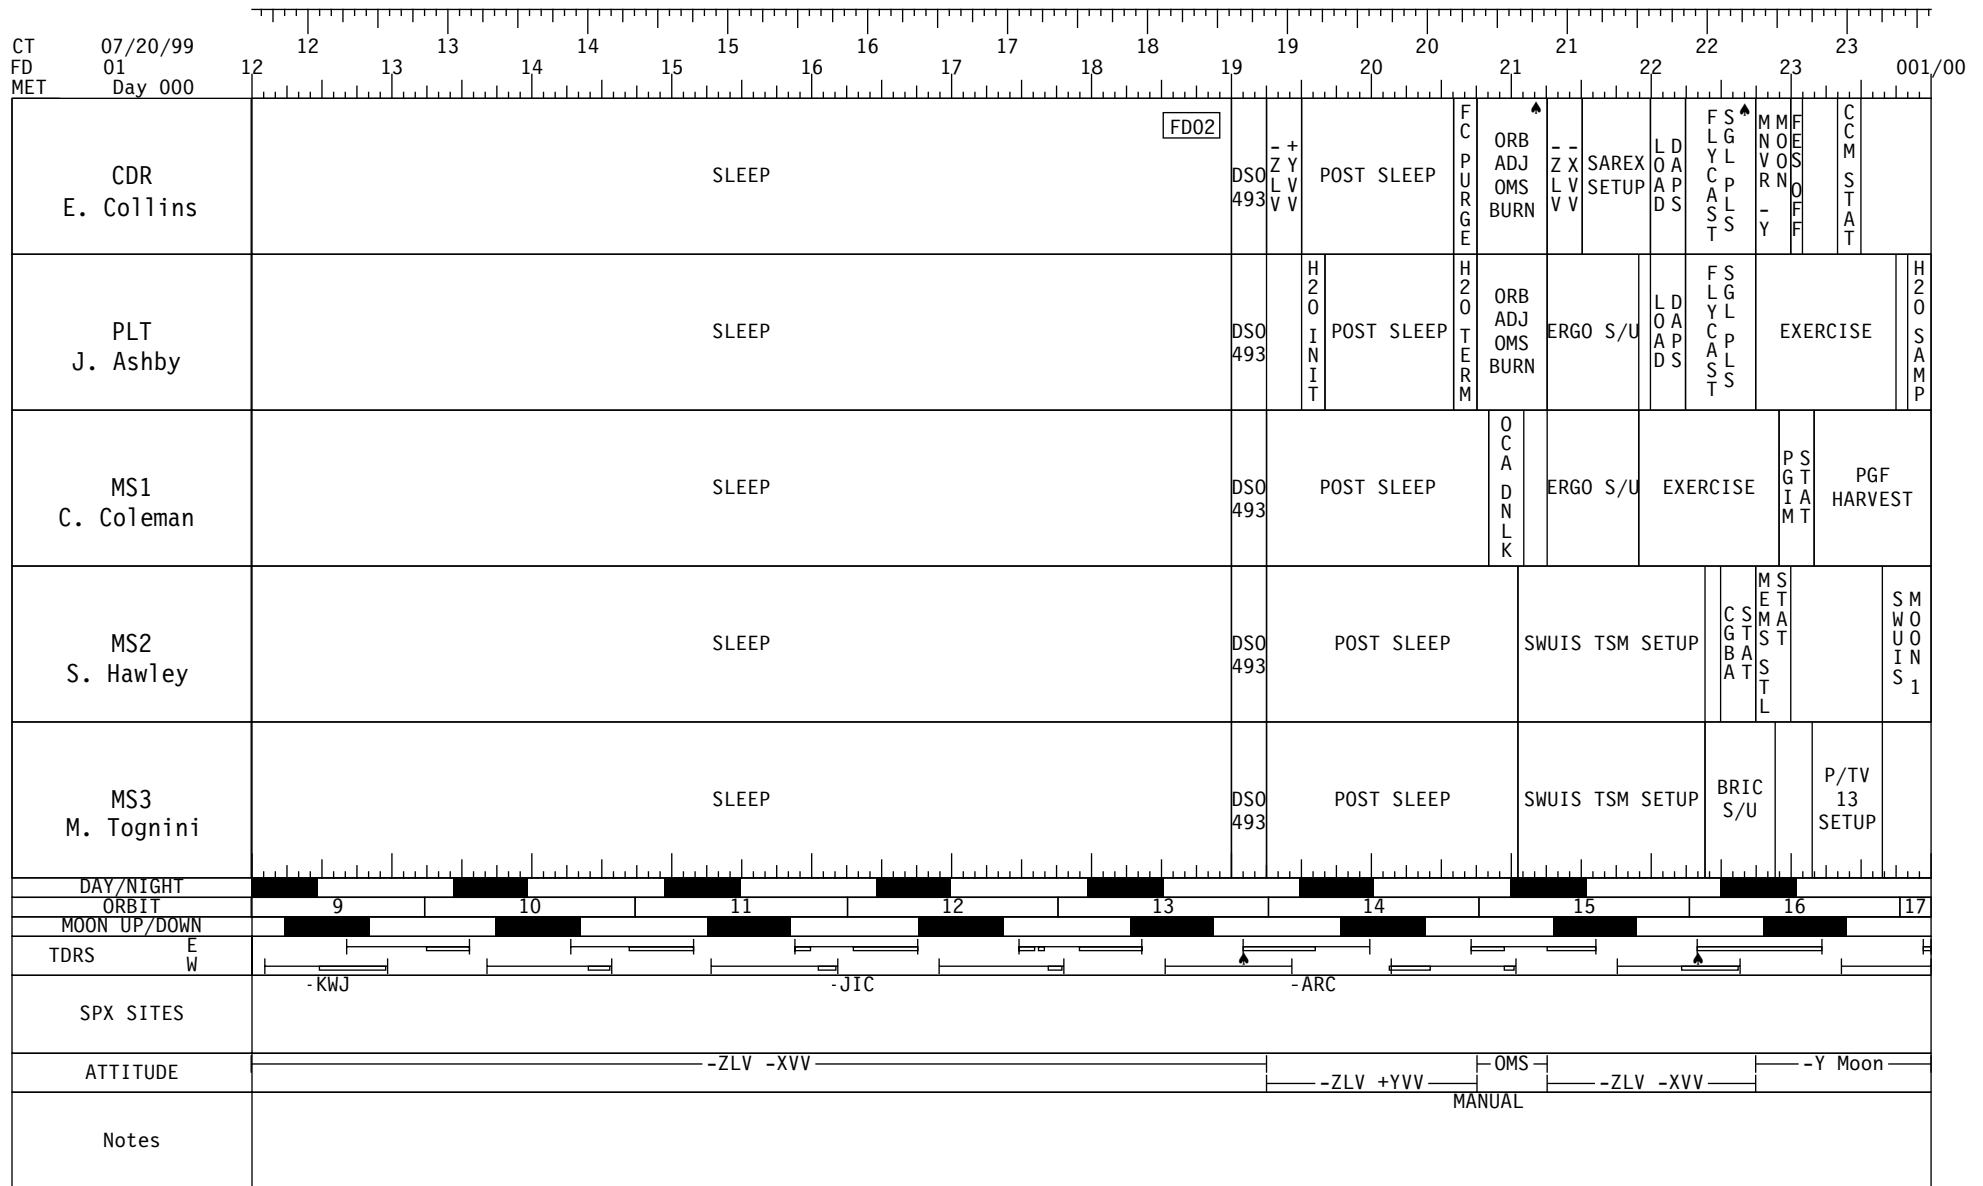 CT 07/20/99 12 13 14 15 16 17 18 19 20 21 22 23
FD 01 12 13 14 15 16 17 18 19 20 21 22 23 001/00
MET Day 000
CDR
E. Collins
SLEEP
FD02
DSO
493
-ZLV +YVV
POST SLEEP
FC PURGE
ORB
ADJ
OMS
BURN
-ZLV -XVV
SAREX
SETUP
LOAD DAPS
FLYCAST SGL PLS
MNVR -Y MOON
FES OFF
CCM STAT
PLT
J. Ashby
SLEEP
DSO
493
H2O INIT
POST SLEEP
H2O TERM
ORB
ADJ
OMS
BURN
ERGO S/U
LOAD DAPS
FLYCAST SGL PLS
EXERCISE
H2O SAMP
MS1
C. Coleman
SLEEP
DSO
493
POST SLEEP
OCA DNLK
ERGO S/U
EXERCISE
PGIM STAT
PGF
HARVEST
MS2
S. Hawley
SLEEP
DSO
493
POST SLEEP
SWUIS TSM SETUP
CGBA STAT
MEMS STL STAT
SWUIS MOON 1
MS3
M. Tognini
SLEEP
DSO
493
POST SLEEP
SWUIS TSM SETUP
BRIC
S/U
P/TV
13
SETUP
DAY/NIGHT
ORBIT 9 10 11 12 13 14 15 16 17
MOON UP/DOWN
TDRS E
W
-KWJ -JIC -ARC
SPX SITES
ATTITUDE
-ZLV -XVV OMS -Y Moon
-ZLV +YVV -ZLV -XVV
MANUAL
Notes